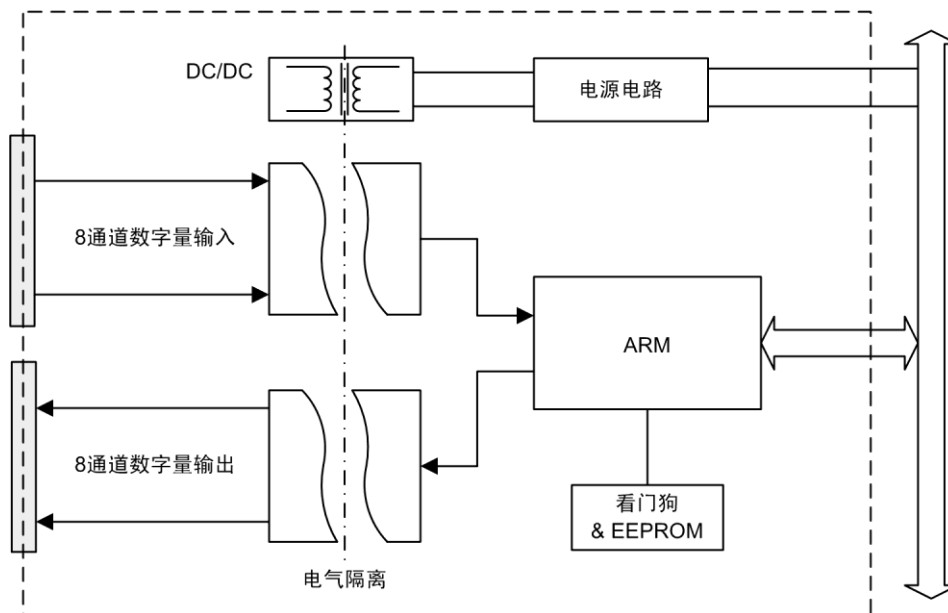 DC/DC
电源电路
8通道数字量输入
ARM
8通道数字量输出
看门狗
& EEPROM
电气隔离